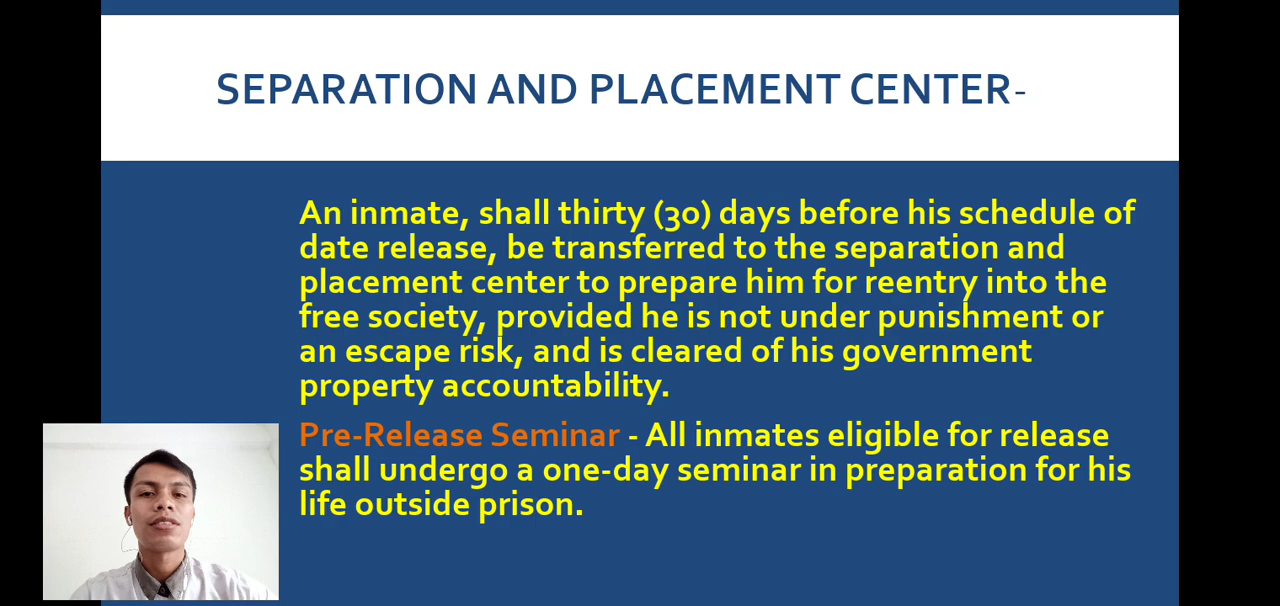 SEPARATION AND PLACEMENT CENTER-
An inmate, shall thirty (30) days before his schedule of
date release, be transferred to the separation and
placement center to prepare him for reentry into the
free society, provided he is not under punishment or
an escape risk, and is cleared of his government
property accountability.
Pre-Release Seminar - All inmates eligible for release
shall undergo a one-day seminar in preparation for his
life outside prison.